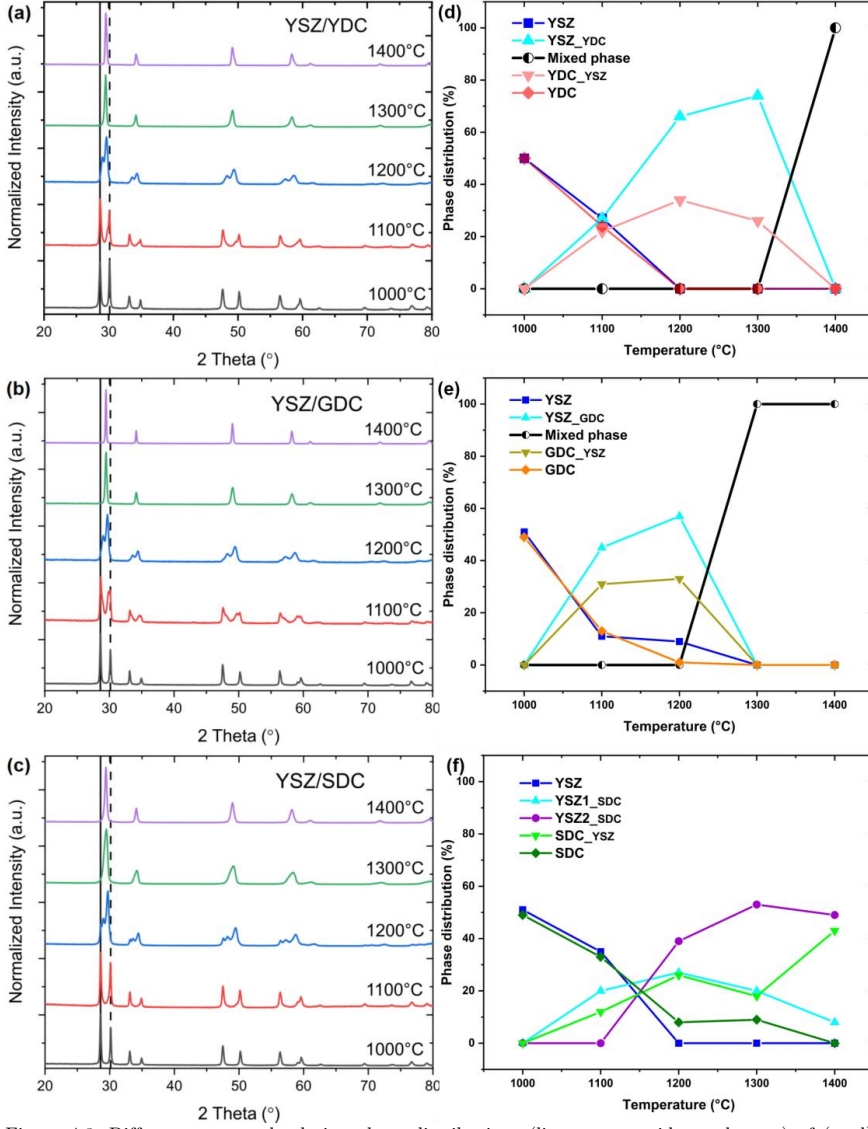 (a)
YSZ/YDC
1400°C
1300°C
1200°C
1100°C
1000°C
Normalized Intensity (a.u.)
20 30 40 50 60 70 80
2 Theta (°)
(d)
YSZ
YSZ_YDC
Mixed phase
YDC_YSZ
YDC
Phase distribution (%)
100
80
60
40
20
0
1000 1100 1200 1300 1400
Temperature (°C)
(b)
YSZ/GDC
1400°C
1300°C
1200°C
1100°C
1000°C
Normalized Intensity (a.u.)
20 30 40 50 60 70 80
2 Theta (°)
(e)
YSZ
YSZ_GDC
Mixed phase
GDC_YSZ
GDC
Phase distribution (%)
100
80
60
40
20
0
1000 1100 1200 1300 1400
Temperature (°C)
(c)
YSZ/SDC
1400°C
1300°C
1200°C
1100°C
1000°C
Normalized Intensity (a.u.)
20 30 40 50 60 70 80
2 Theta (°)
(f)
YSZ
YSZ1_SDC
YSZ2_SDC
SDC_YSZ
SDC
Phase distribution (%)
100
80
60
40
20
0
1000 1100 1200 1300 1400
Temperature (°C)